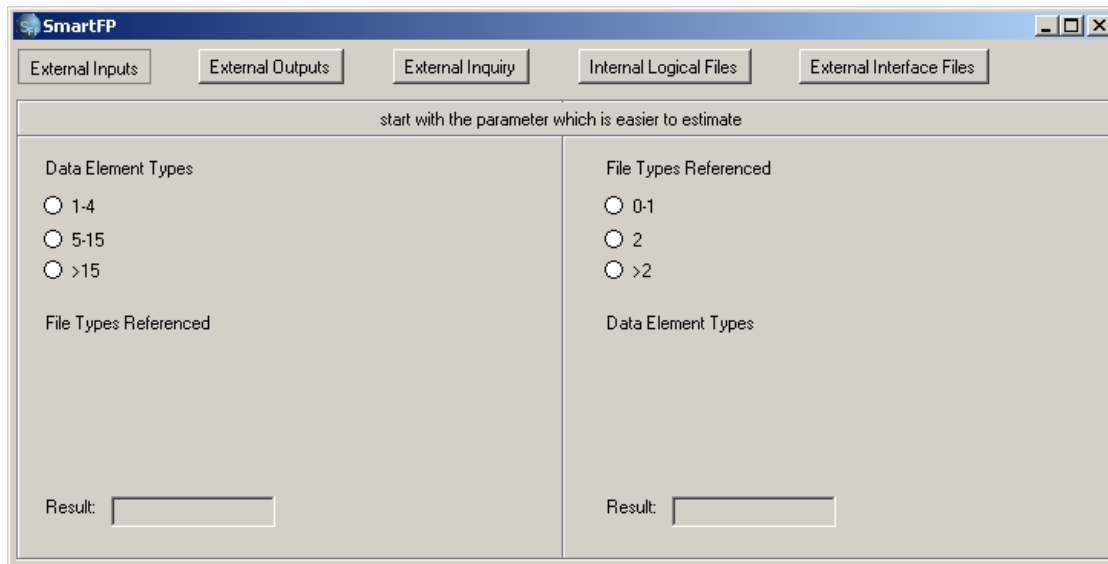 SmartFP
External Inputs
External Outputs
External Inquiry
Internal Logical Files
External Interface Files
start with the parameter which is easier to estimate
Data Element Types
1-4
5-15
>15
File Types Referenced
Result:
File Types Referenced
0-1
2
>2
Data Element Types
Result: